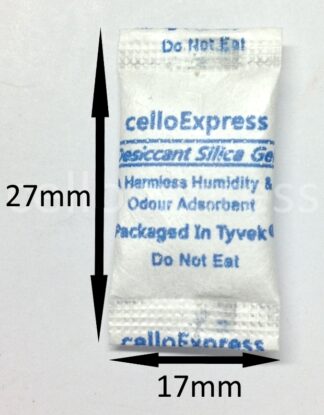 Do Not Eat
celloExpress
Desiccant Silica Gel
A Harmless Humidity &
Odour Adsorbent
Packaged In Tyvek®
Do Not Eat
celloExpress
27mm
17mm